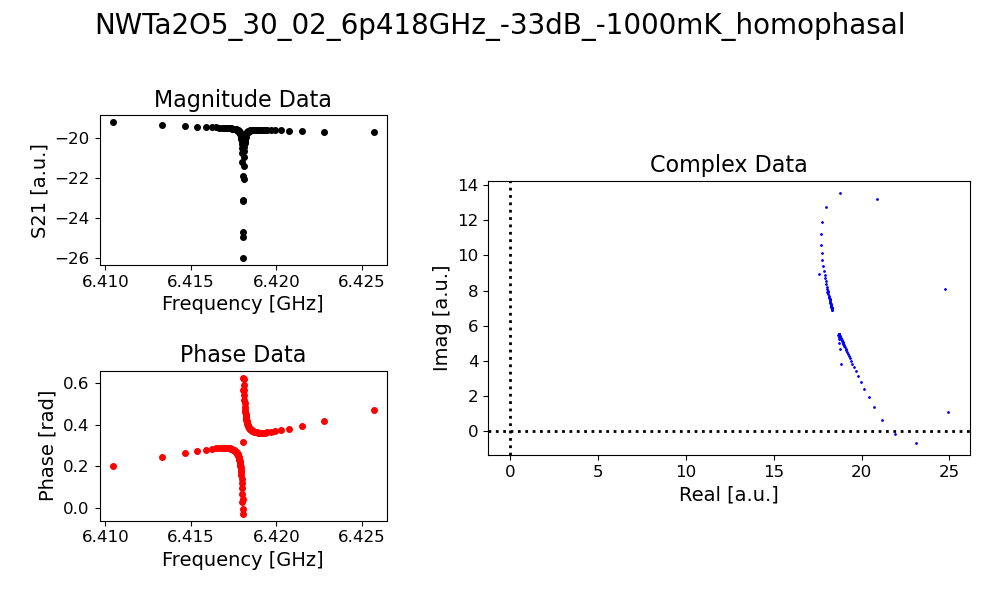 NWTa2O5_30_02_6p418GHz_-33dB_-1000mK_homophasal
Magnitude Data
S21 [a.u.]
−20
−22
−24
−26
6.410 6.415 6.420 6.425
Frequency [GHz]
Phase Data
Phase [rad]
0.6
0.4
0.2
0.0
6.410 6.415 6.420 6.425
Frequency [GHz]
Complex Data
Imag [a.u.]
14
12
10
8
6
4
2
0
0 5 10 15 20 25
Real [a.u.]